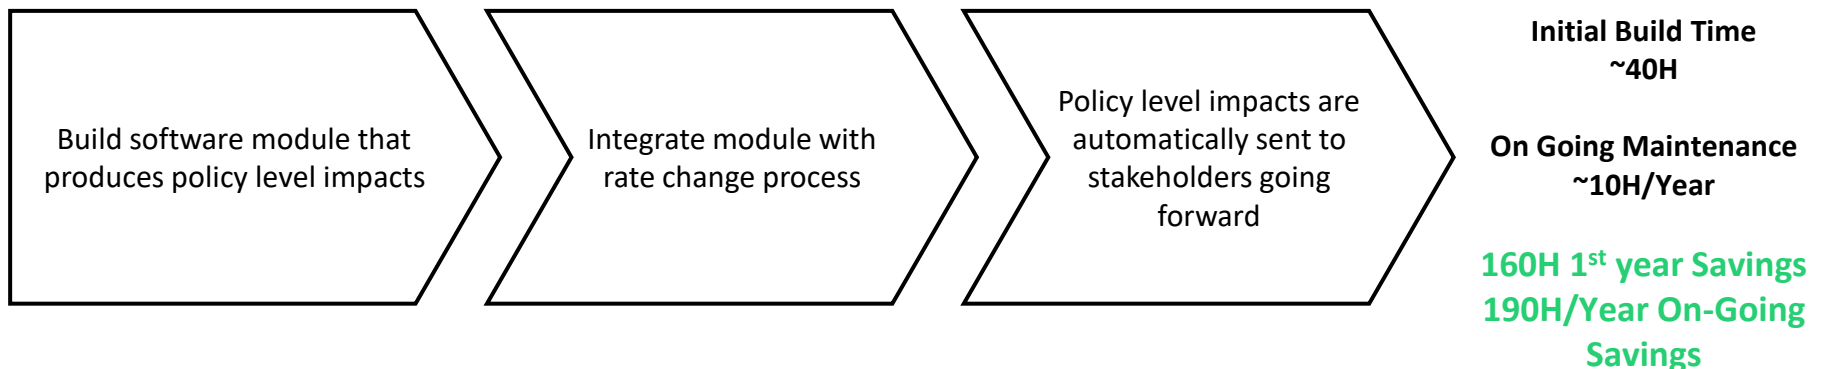 Build software module that
produces policy level impacts
Integrate module with
rate change process
Policy level impacts are
automatically sent to
stakeholders going
forward
Initial Build Time
~40H
On Going Maintenance
~10H/Year
160H 1st year Savings
190H/Year On-Going
Savings